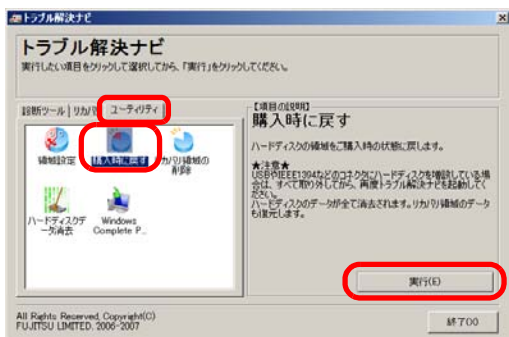 トラブル解決ナビ
トラブル解決ナビ
実行したい項目をクリックして選択してから、「実行」をクリックしてください。
診断ツール
ユーティリティ
領域設定
購入時に戻す
リカバリ領域の
削除
ハードディスクデ
ータ消去
Windows
Complete P...
【項目の説明】
購入時に戻す
ハードディスクの領域をご購入時の状態に戻します。
★注意★
USBやIEEE1394などのコネクタにハードディスクを増設している場
合は、すべて取り外してから、再度トラブル解決ナビを起動してく
ださい。
ハードディスクのデータが全て消去されます。リカバリ領域のデータ
も復元します。
実行(E)
All Rights Reserved, Copyright(C)
FUJITSU LIMITED. 2006-2007
終了(X)